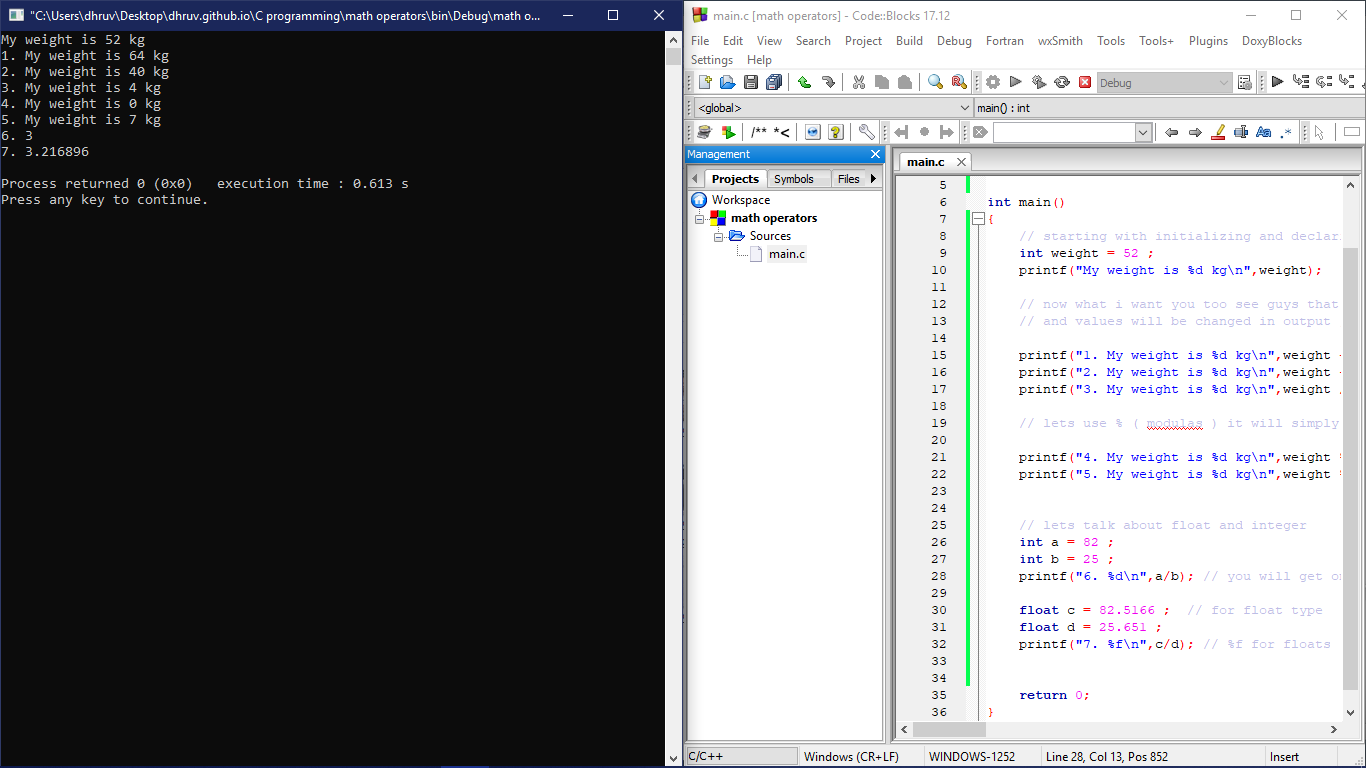 "C:\Users\dhruv\Desktop\dhruv.github.io\C programming\math operators\bin\Debug\math o...
My weight is 52 kg
1. My weight is 64 kg
2. My weight is 40 kg
3. My weight is 4 kg
4. My weight is 0 kg
5. My weight is 7 kg
6. 3
7. 3.216896
Process returned 0 (0x0)   execution time : 0.613 s
Press any key to continue.
main.c [math operators] - Code::Blocks 17.12
File Edit View Search Project Build Debug Fortran wxSmith Tools Tools+ Plugins DoxyBlocks
Settings Help
Debug
<global> main() : int
/** *<
Management
Projects Symbols Files
Workspace
math operators
Sources
main.c
main.c
5
6 int main()
7 {
8 // starting with initializing and declar
9 int weight = 52 ;
10 printf("My weight is %d kg\n",weight);
11
12 // now what i want you too see guys that
13 // and values will be changed in output
14
15 printf("1. My weight is %d kg\n",weight
16 printf("2. My weight is %d kg\n",weight
17 printf("3. My weight is %d kg\n",weight
18
19 // lets use % ( modulas ) it will simply
20
21 printf("4. My weight is %d kg\n",weight
22 printf("5. My weight is %d kg\n",weight
23
24
25 // lets talk about float and integer
26 int a = 82 ;
27 int b = 25 ;
28 printf("6. %d\n",a/b); // you will get
29
30 float c = 82.5166 ;  // for float type
31 float d = 25.651 ;
32 printf("7. %f\n",c/d); // %f for floats
33
34
35 return 0;
36 }
C/C++ Windows (CR+LF) WINDOWS-1252 Line 28, Col 13, Pos 852 Insert